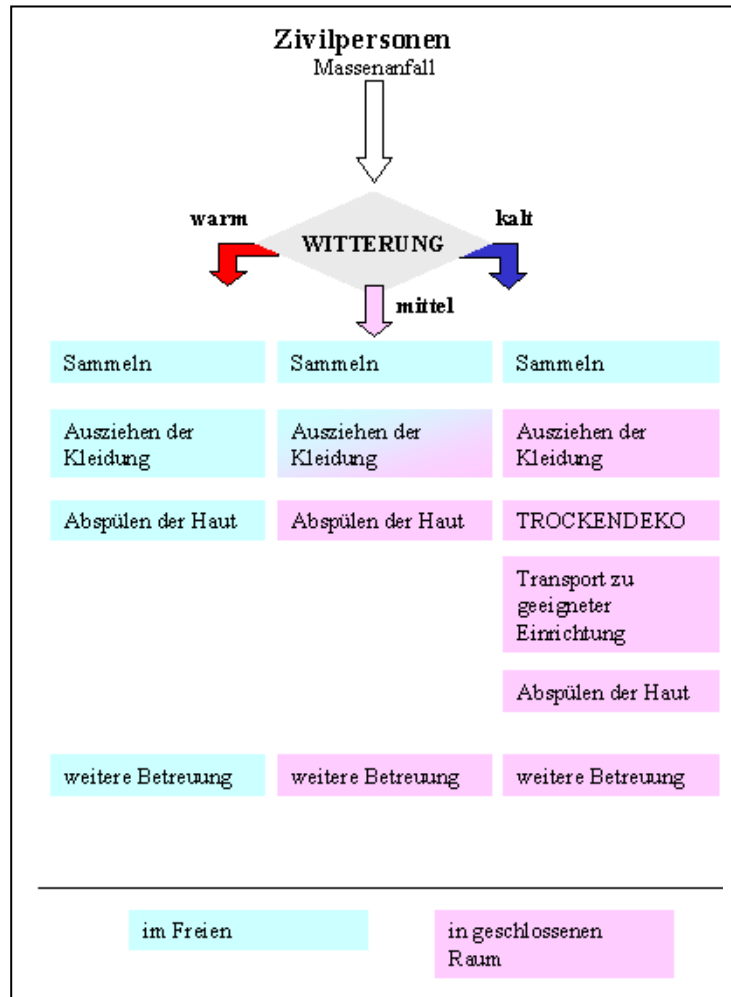 Zivilpersonen
Massenanfall
warm
kalt
WITTERUNG
mittel
Sammeln
Sammeln
Sammeln
Ausziehen der
Kleidung
Ausziehen der
Kleidung
Ausziehen der
Kleidung
Abspülen der Haut
Abspülen der Haut
TROCKENDEKO
Transport zu
geeigneter
Einrichtung
Abspülen der Haut
weitere Betreuung
weitere Betreuung
weitere Betreuung
im Freien
in geschlossenen
Raum